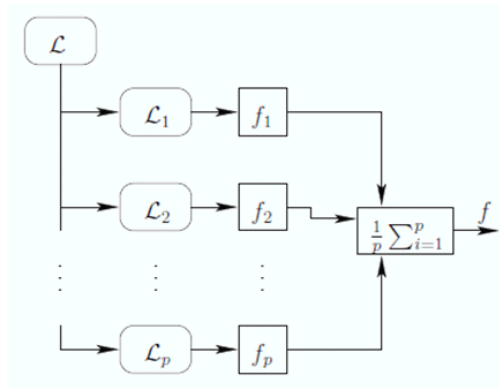 ℒ
ℒ₁ f₁
ℒ₂ f₂ 1/p ∑ᵢ₌₁ᵖ f
⋮ ⋮ ⋮
ℒₚ fₚ